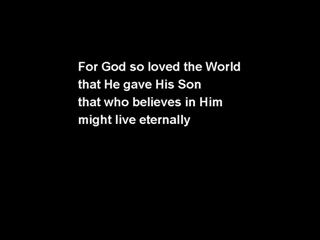 For God so loved the World
that He gave His Son
that who believes in Him
might live eternally